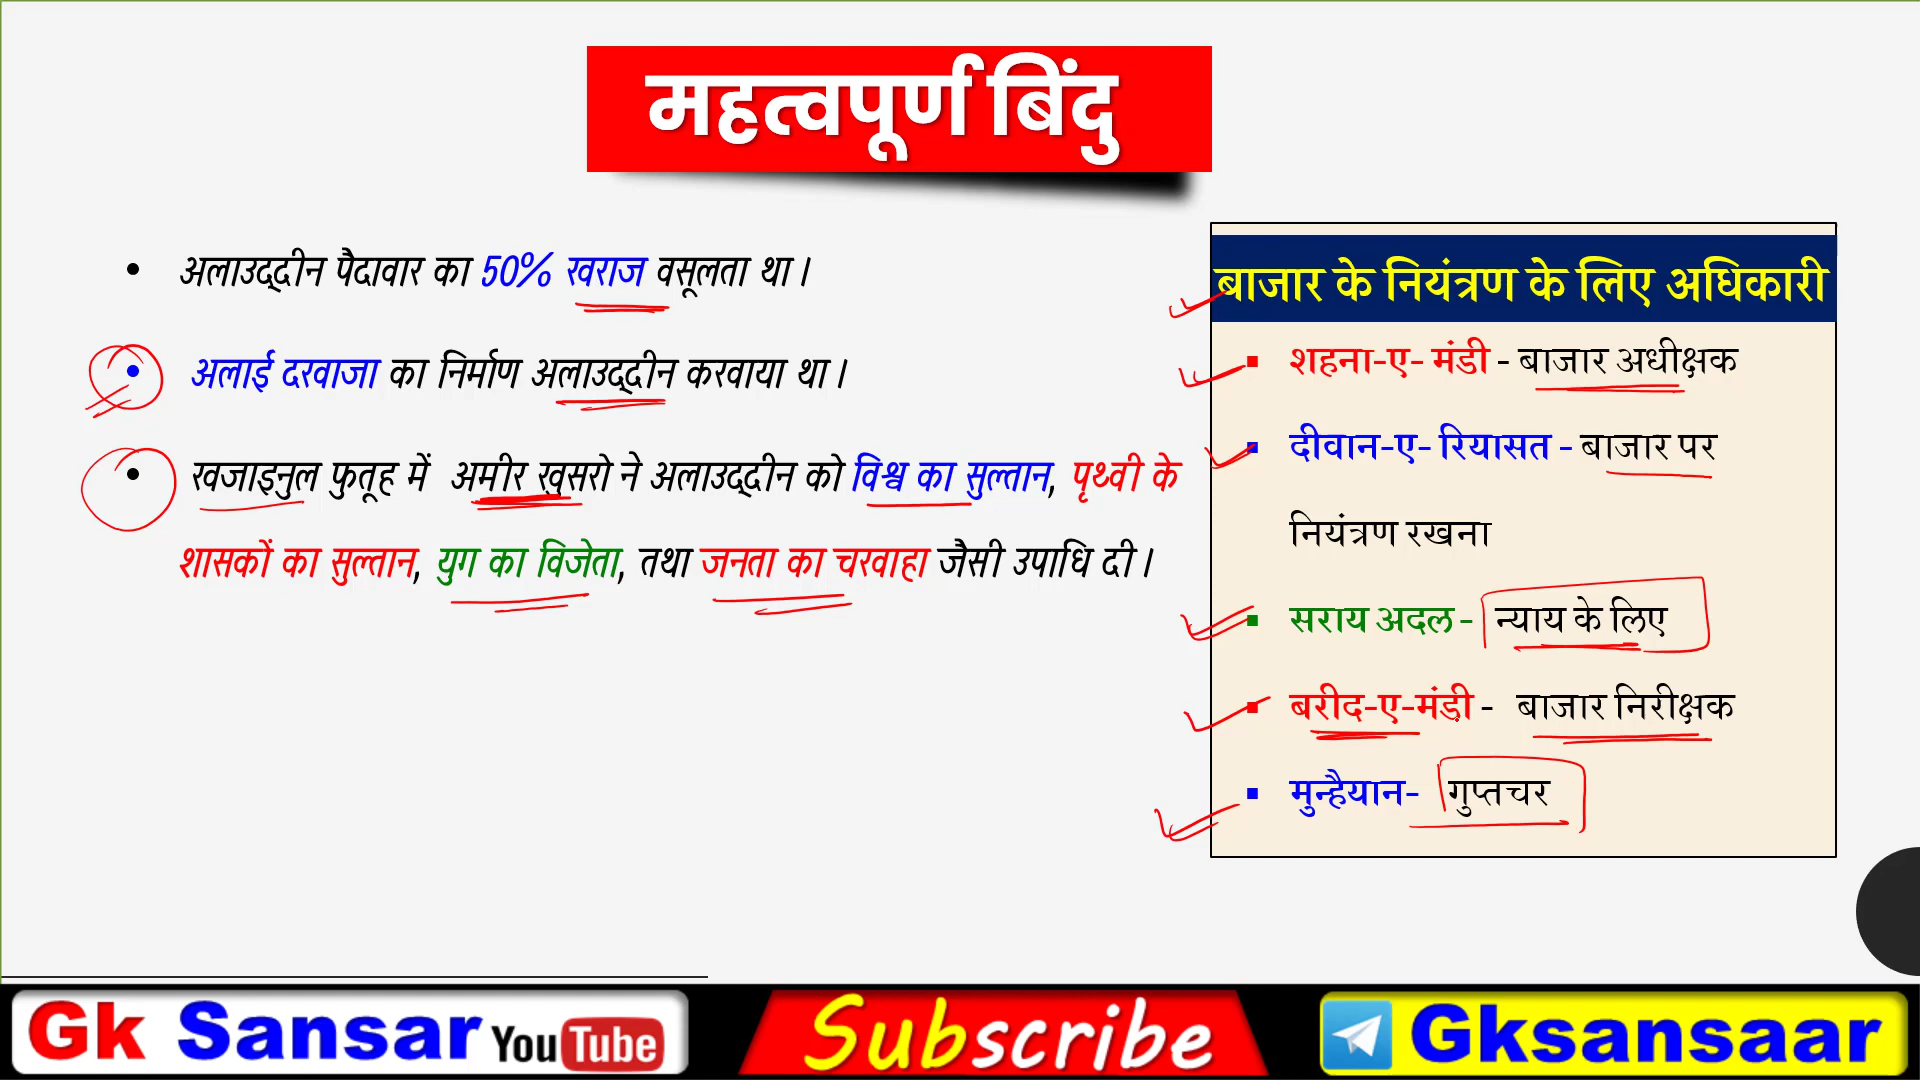 महत्वपूर्ण बिंदु
• अलाउद्दीन पैदावार का 50% खराज वसूलता था ।
• अलाई दरवाजा का निर्माण अलाउद्दीन करवाया था ।
• खजाइनुल फुतूह में अमीर खुसरो ने अलाउद्दीन को विश्व का सुल्तान, पृथ्वी के
शासकों का सुल्तान, युग का विजेता, तथा जनता का चरवाहा जैसी उपाधि दी ।
बाजार के नियंत्रण के लिए अधिकारी
▪ शहना-ए- मंडी - बाजार अधीक्षक
▪ दीवान-ए- रियासत - बाजार पर
नियंत्रण रखना
▪ सराय अदल - न्याय के लिए
▪ बरीद-ए-मंडी - बाजार निरीक्षक
▪ मुन्हैयान- गुप्तचर
Gk Sansar YouTube
Subscribe
Gksansaar